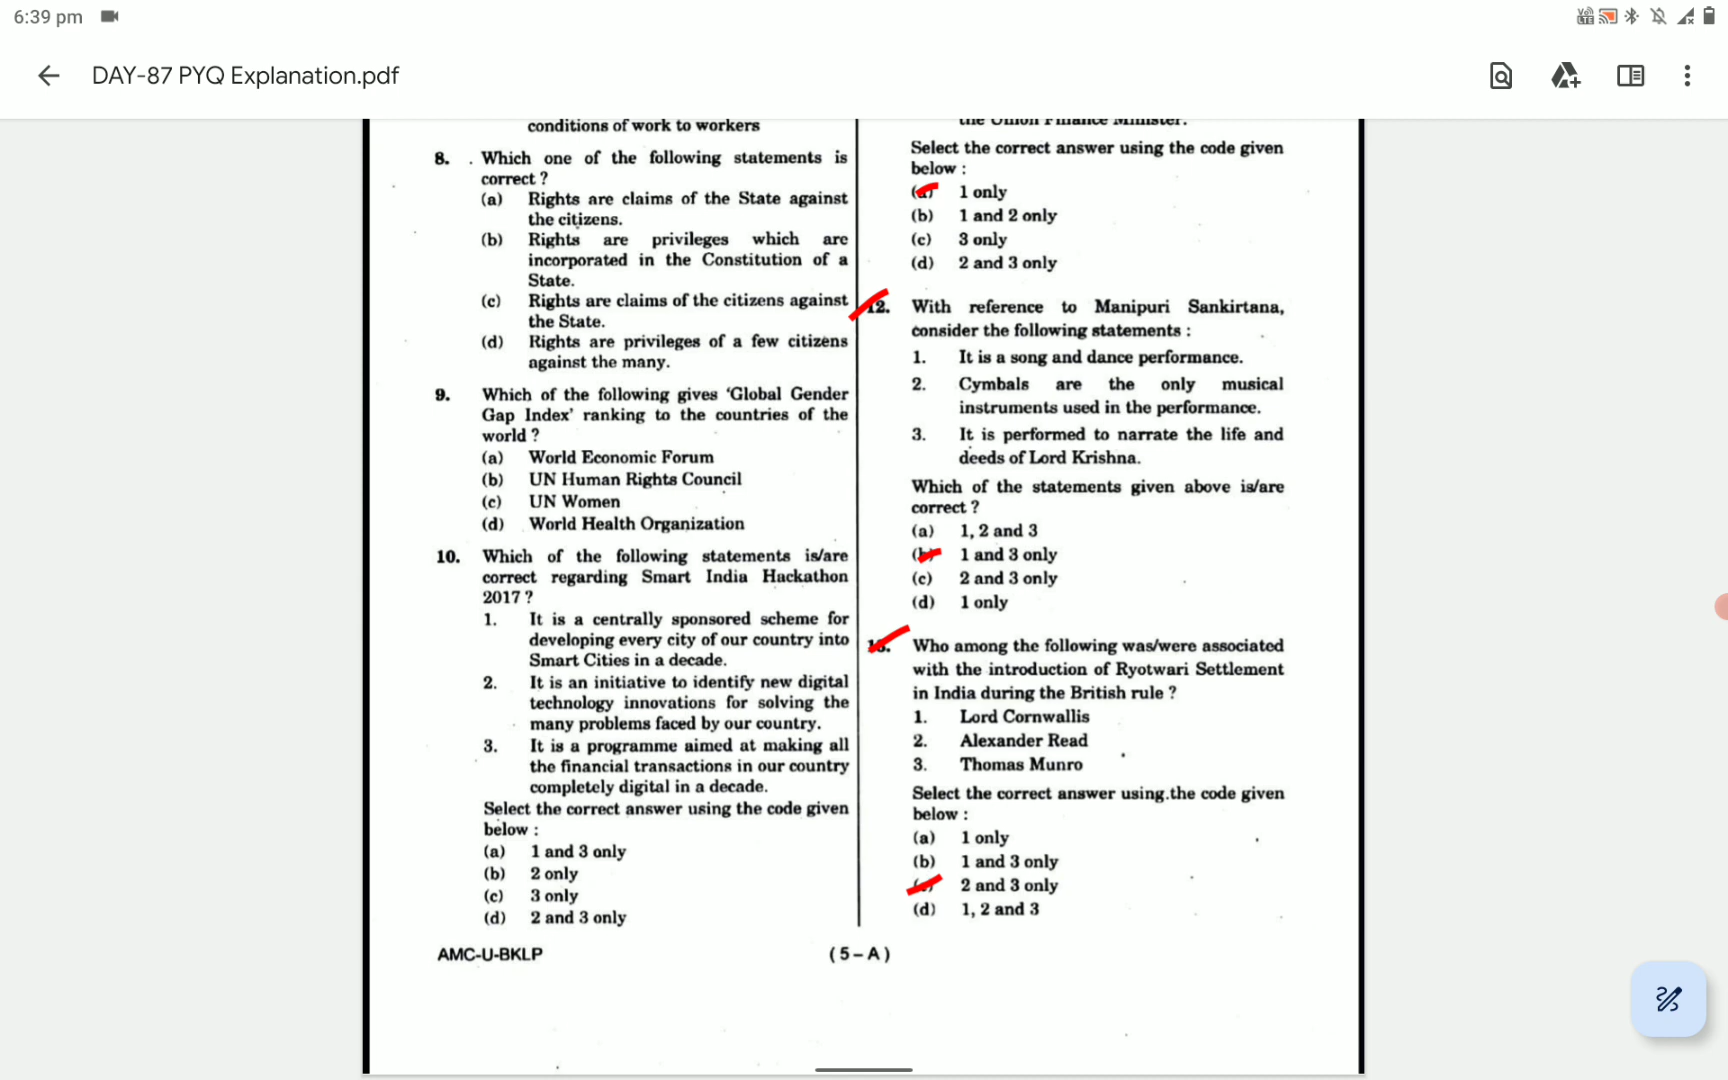 6:39 pm
DAY-87 PYQ Explanation.pdf
conditions of work to workers
8. . Which one of the following statements is
correct ?
(a) Rights are claims of the State against
the citizens.
(b) Rights are privileges which are
incorporated in the Constitution of a
State.
(c) Rights are claims of the citizens against
the State.
(d) Rights are privileges of a few citizens
against the many.
9. Which of the following gives ‘Global Gender
Gap Index’ ranking to the countries of the
world ?
(a) World Economic Forum
(b) UN Human Rights Council
(c) UN Women
(d) World Health Organization
10. Which of the following statements is/are
correct regarding Smart India Hackathon
2017 ?
1. It is a centrally sponsored scheme for
developing every city of our country into
Smart Cities in a decade.
2. It is an initiative to identify new digital
technology innovations for solving the
many problems faced by our country.
3. It is a programme aimed at making all
the financial transactions in our country
completely digital in a decade.
Select the correct answer using the code given
below :
(a) 1 and 3 only
(b) 2 only
(c) 3 only
(d) 2 and 3 only
the Union Finance Minister.
Select the correct answer using the code given
below :
(a) 1 only
(b) 1 and 2 only
(c) 3 only
(d) 2 and 3 only
12. With reference to Manipuri Sankirtana,
consider the following statements :
1. It is a song and dance performance.
2. Cymbals are the only musical
instruments used in the performance.
3. It is performed to narrate the life and
deeds of Lord Krishna.
Which of the statements given above is/are
correct ?
(a) 1, 2 and 3
(b) 1 and 3 only
(c) 2 and 3 only
(d) 1 only
13. Who among the following was/were associated
with the introduction of Ryotwari Settlement
in India during the British rule ?
1. Lord Cornwallis
2. Alexander Read
3. Thomas Munro
Select the correct answer using.the code given
below :
(a) 1 only
(b) 1 and 3 only
(c) 2 and 3 only
(d) 1, 2 and 3
AMC-U-BKLP
( 5 – A )